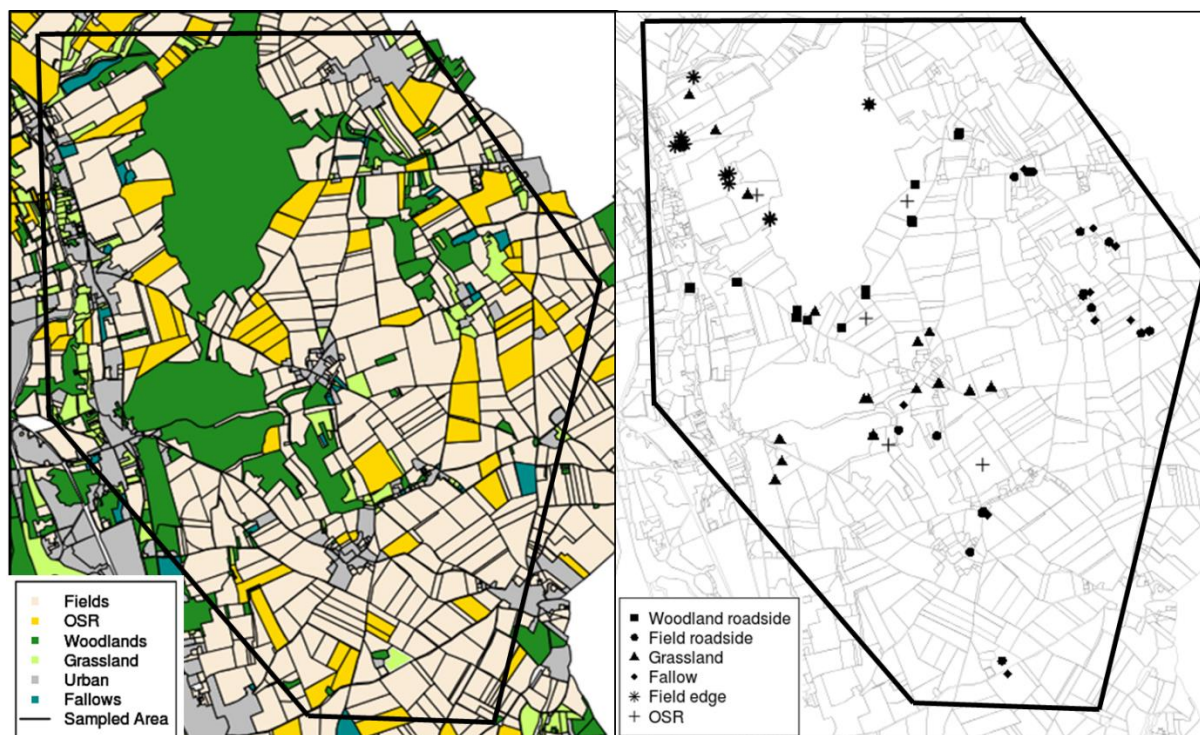 Fields
OSR
Woodlands
Grassland
Urban
Fallows
Sampled Area
Woodland roadside
Field roadside
Grassland
Fallow
Field edge
OSR